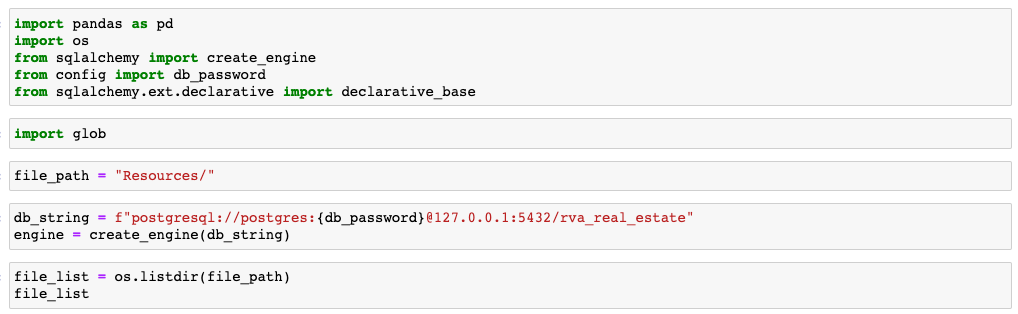 import pandas as pd
import os
from sqlalchemy import create_engine
from config import db_password
from sqlalchemy.ext.declarative import declarative_base
import glob
file_path = "Resources/"
db_string = f"postgresql://postgres:{db_password}@127.0.0.1:5432/rva_real_estate"
engine = create_engine(db_string)
file_list = os.listdir(file_path)
file_list